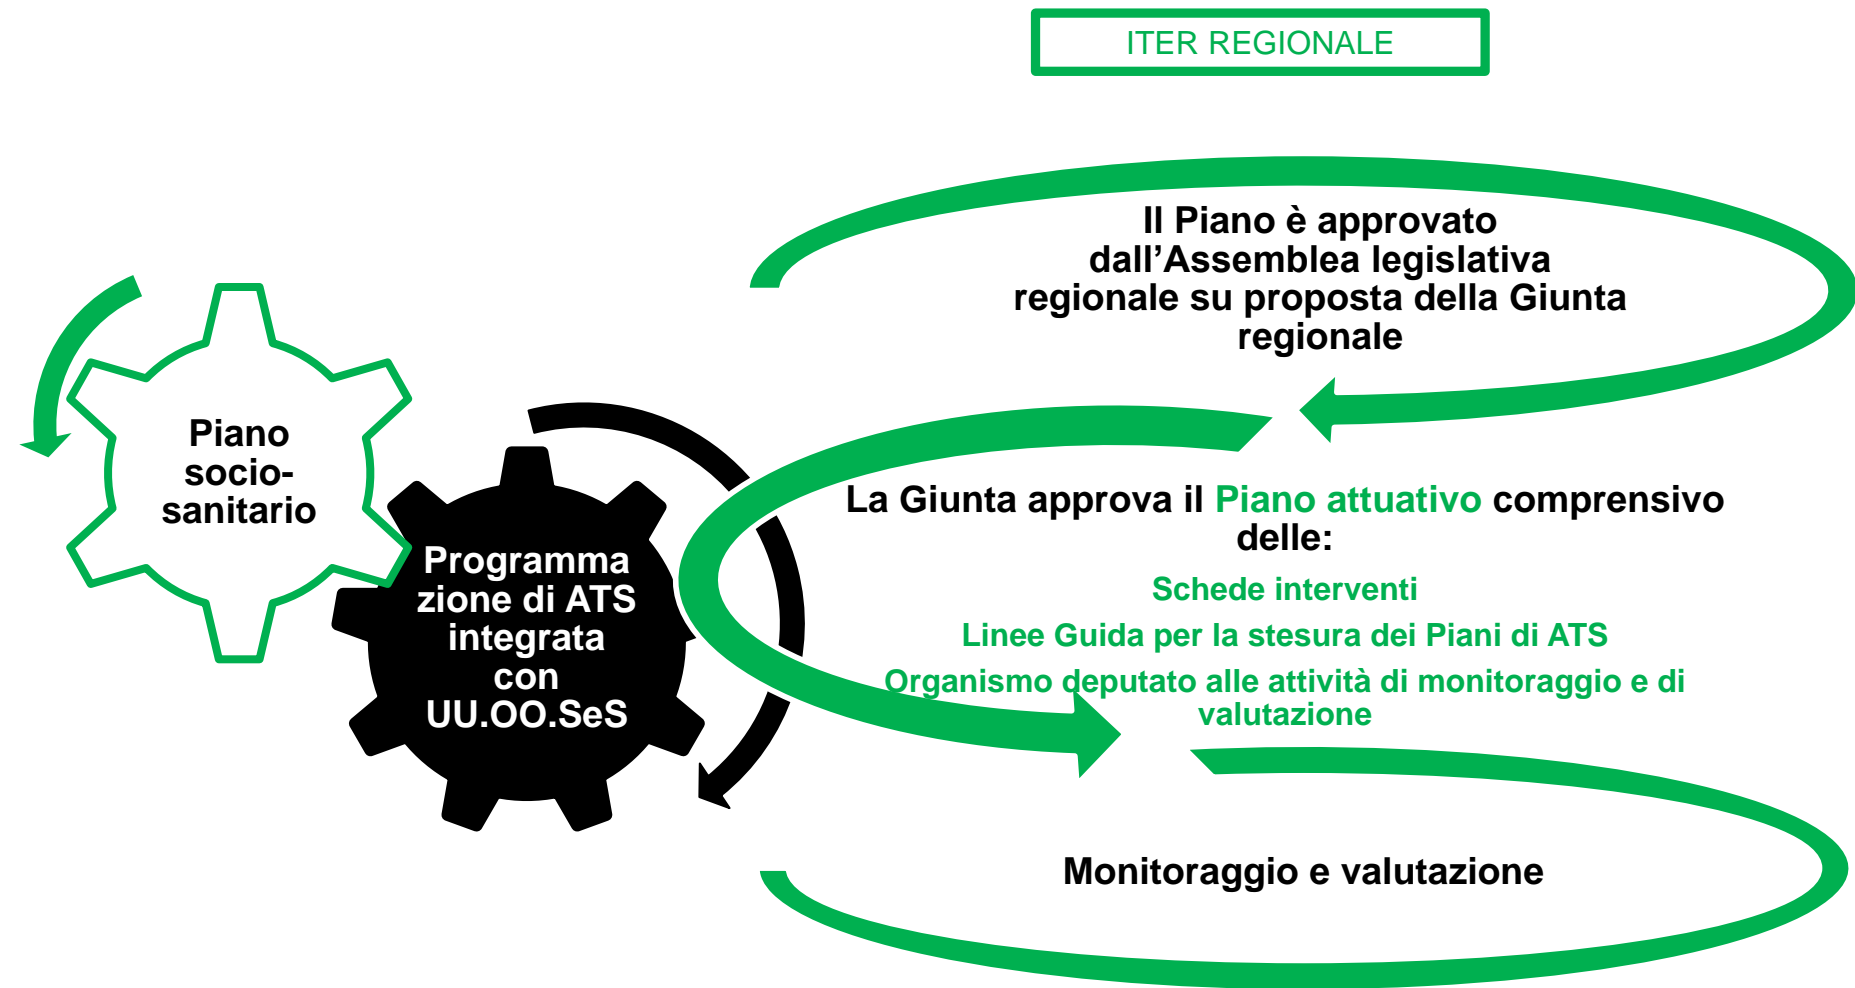 ITER REGIONALE
Il Piano è approvato
dall’Assemblea legislativa
regionale su proposta della Giunta
regionale
Piano
socio-
sanitario
Programma
zione di ATS
integrata
con
UU.OO.SeS
La Giunta approva il Piano attuativo comprensivo
delle:
Schede interventi
Linee Guida per la stesura dei Piani di ATS
Organismo deputato alle attività di monitoraggio e di
valutazione
Monitoraggio e valutazione